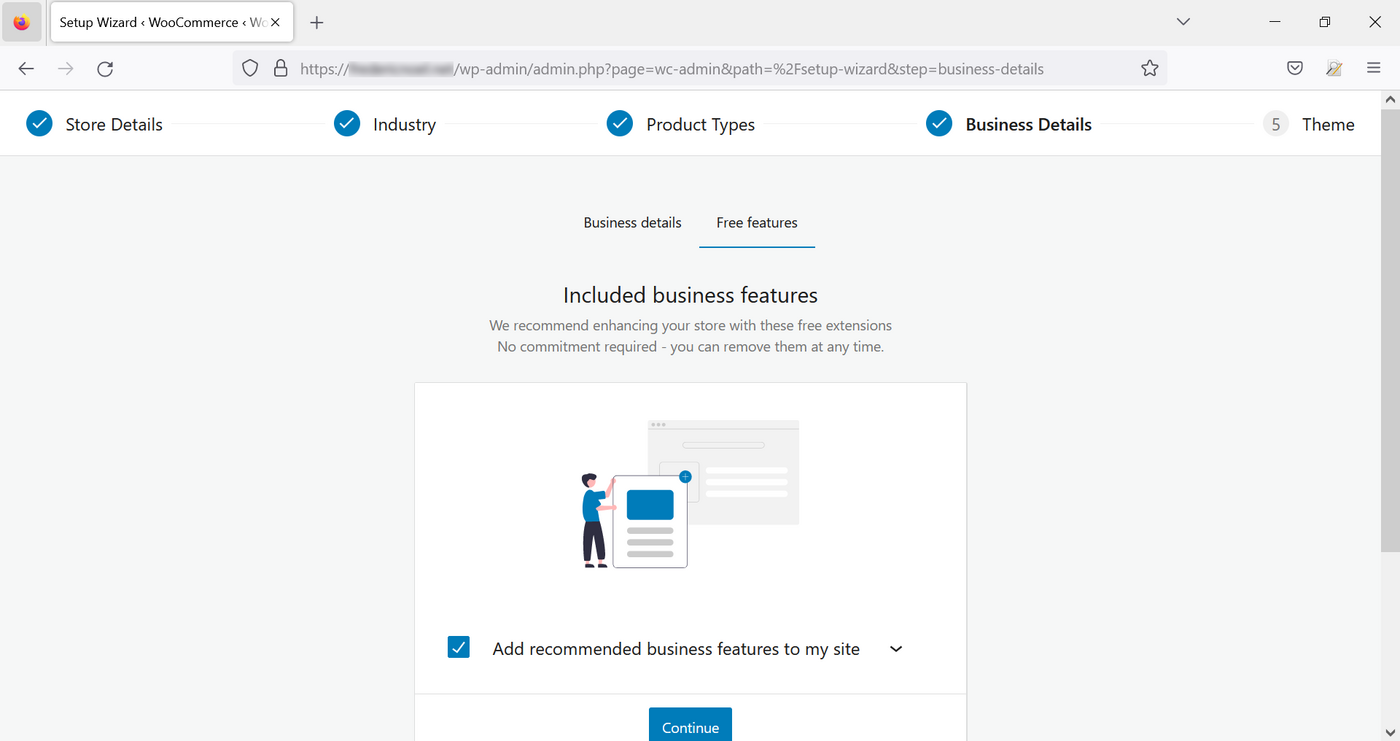 Setup Wizard ‹ WooCommerce ‹ Wo
https:// /wp-admin/admin.php?page=wc-admin&path=%2Fsetup-wizard&step=business-details
Store Details
Industry
Product Types
Business Details
5 Theme
Business details
Free features
Included business features
We recommend enhancing your store with these free extensions
No commitment required - you can remove them at any time.
Add recommended business features to my site
Continue